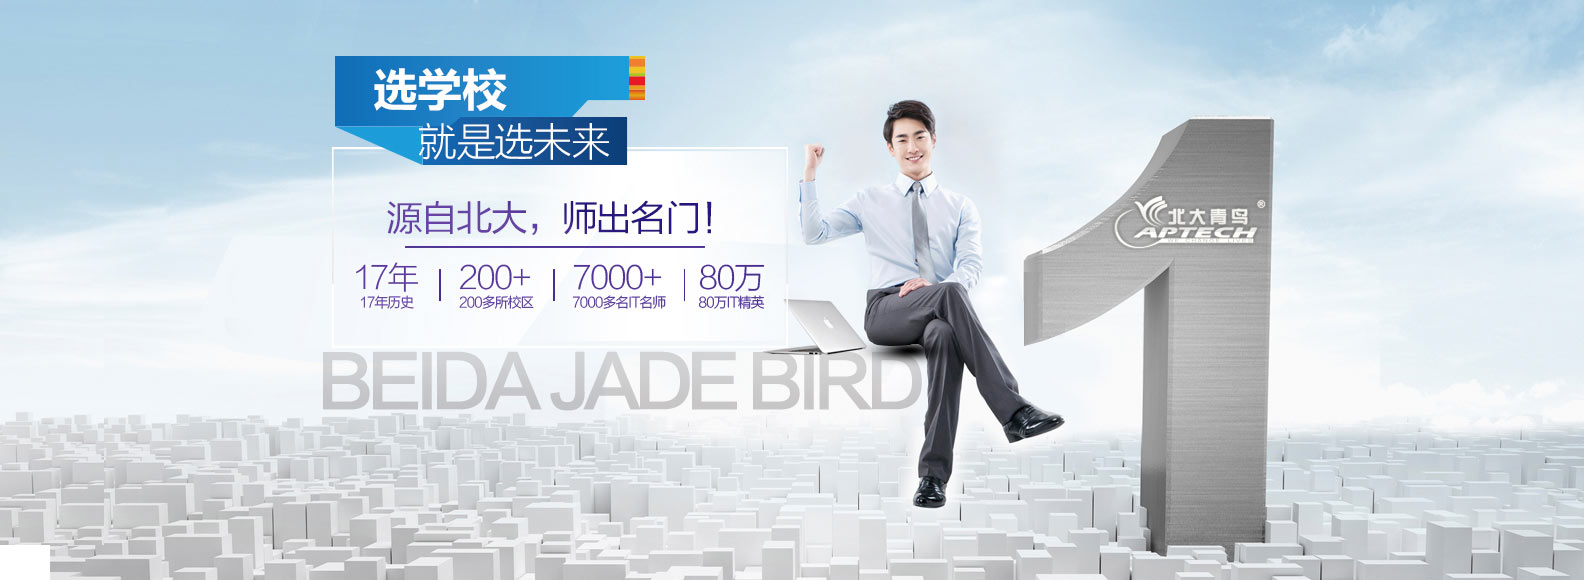 选学校
就是选未来
源自北大，师出名门！
17年
17年历史
200+
200多所校区
7000+
7000多名IT名师
80万
80万IT精英
BEIDA JADE BIRD
北大青鸟®
APTECH
WE CHANGE LIVES